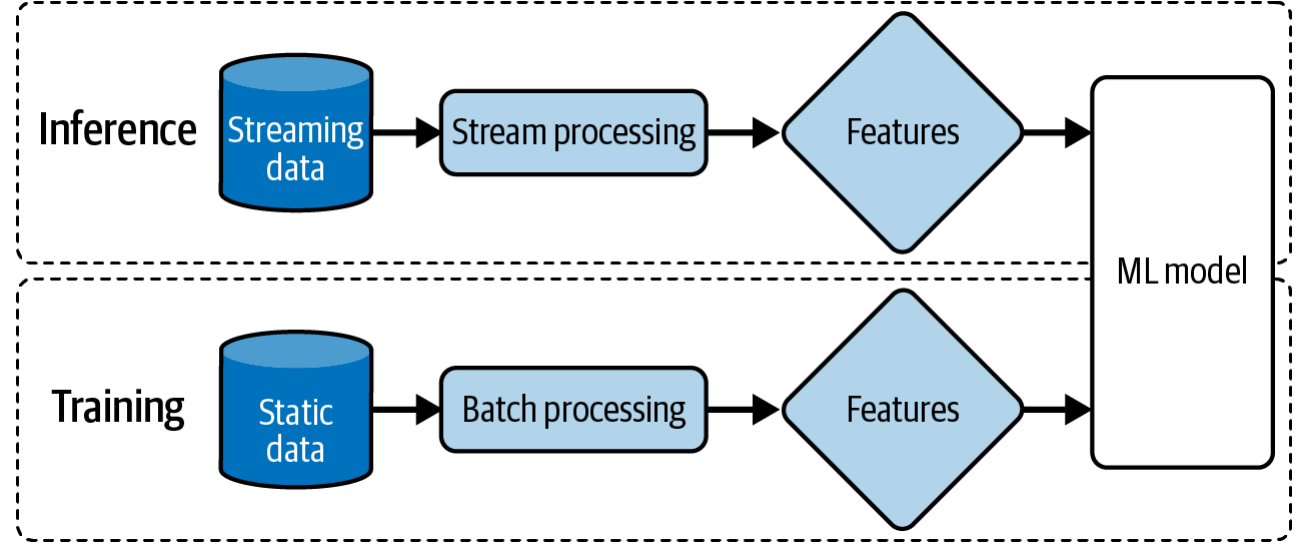 Inference
Streaming
data
Stream processing
Features
ML model
Training
Static
data
Batch processing
Features